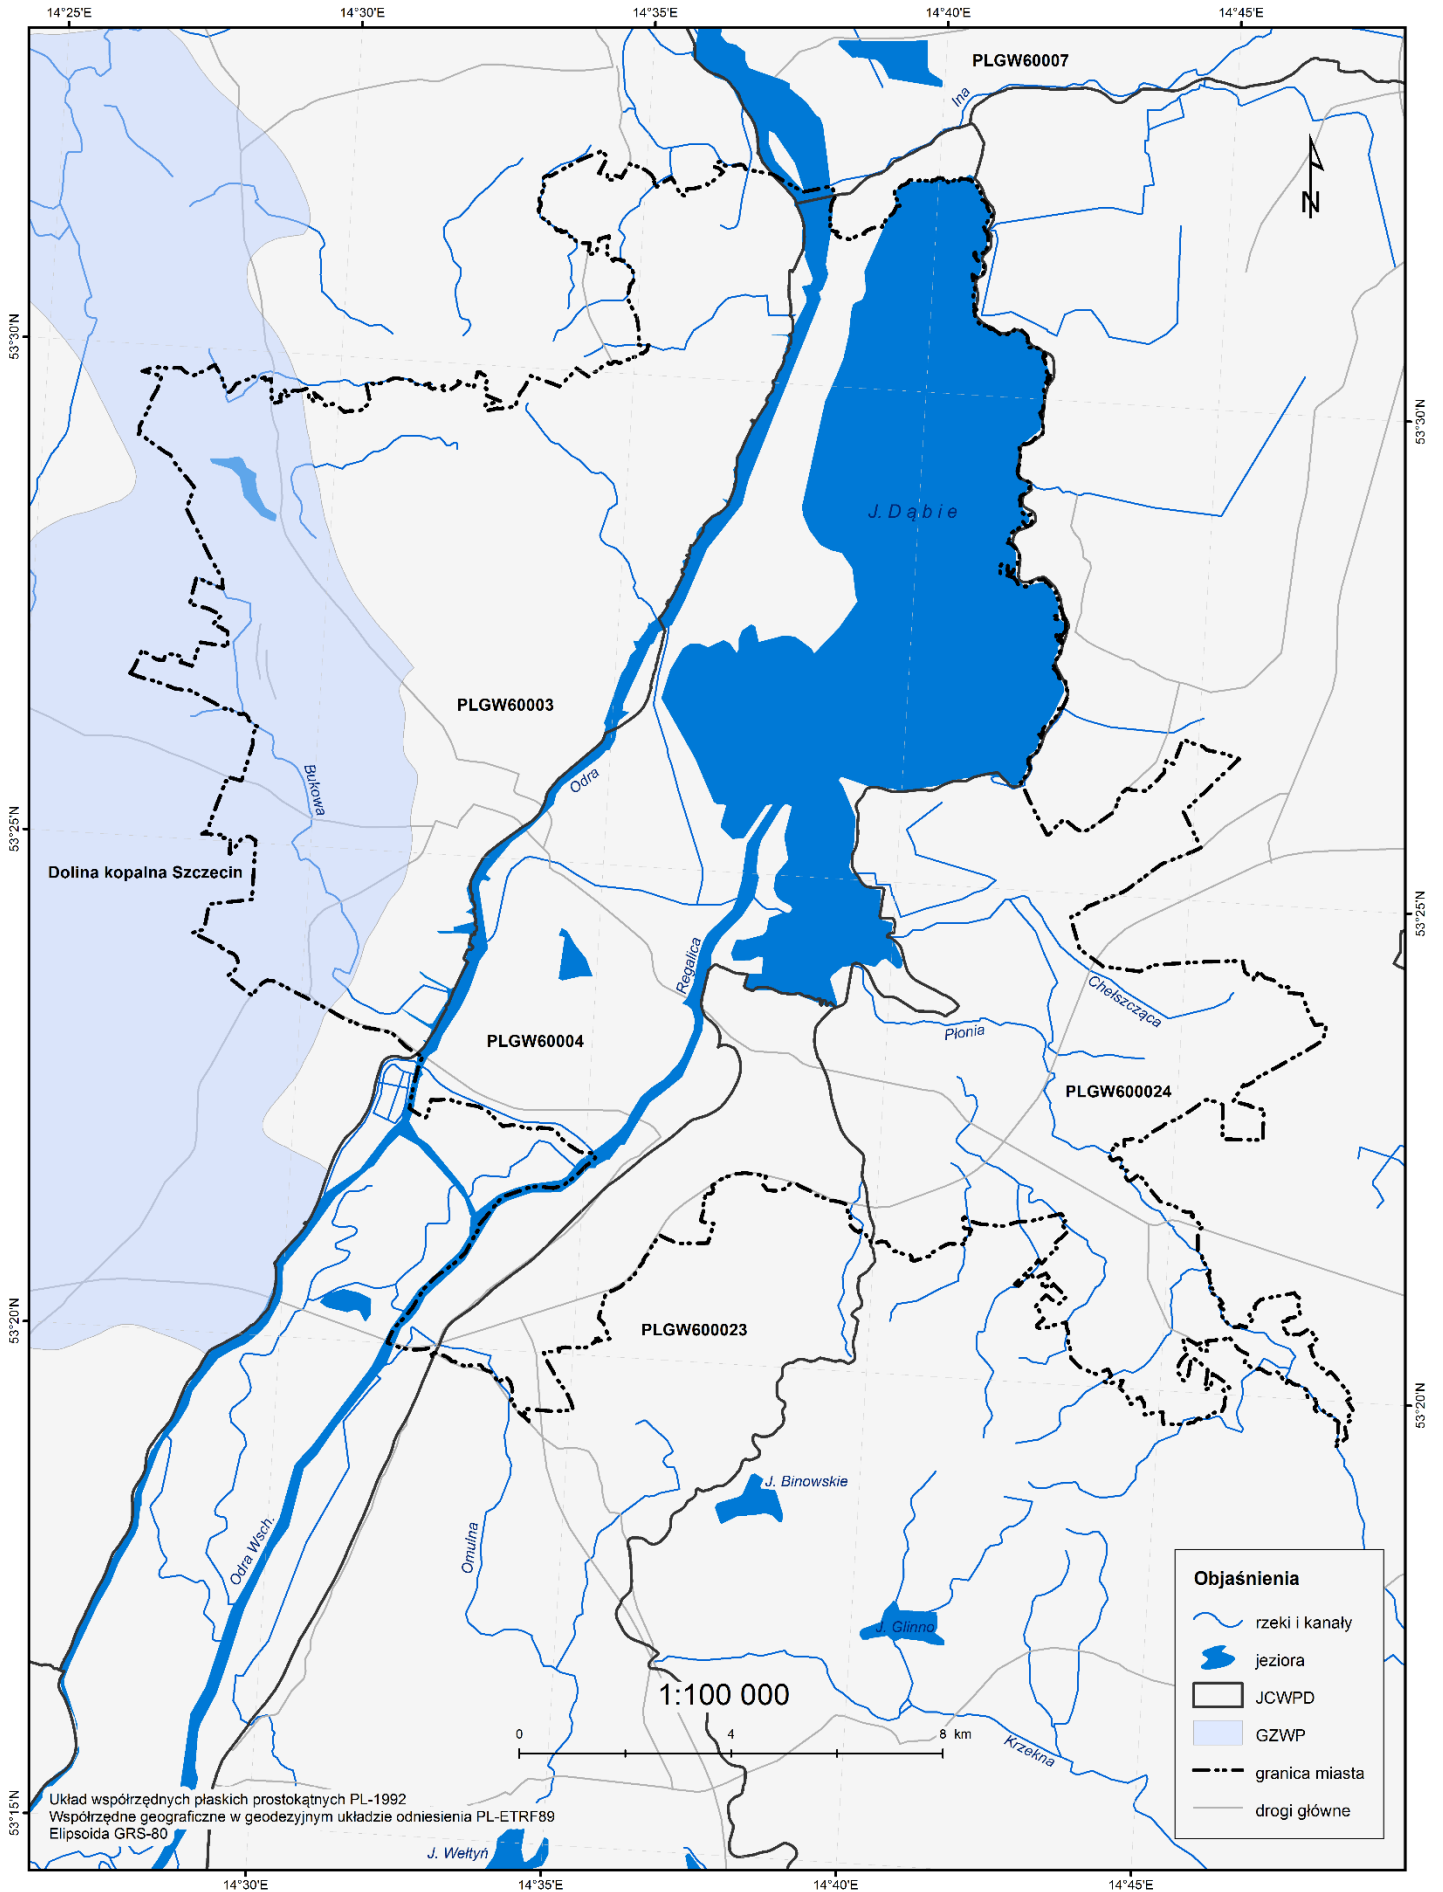 14°25'E
14°30'E
14°35'E
14°40'E
14°45'E
PLGW60007
Ina
N
53°30'N
53°30'N
J. Dąbie
PLGW60003
Odra
Bukowa
53°25'N
Dolina kopalna Szczecin
53°25'N
Regalica
Chełszcząca
Płonia
PLGW60004
PLGW600024
53°20'N
PLGW600023
53°20'N
J. Binowskie
Odra Wsch.
Omulna
J. Glinno
Objaśnienia
rzeki i kanały
jeziora
JCWPD
GZWP
granica miasta
drogi główne
1:100 000
0 4 8 km
Krzekna
53°15'N
Układ współrzędnych płaskich prostokątnych PL-1992
Współrzędne geograficzne w geodezyjnym układzie odniesienia PL-ETRF89
Elipsoida GRS-80
J. Wełtyń
14°30'E
14°35'E
14°40'E
14°45'E